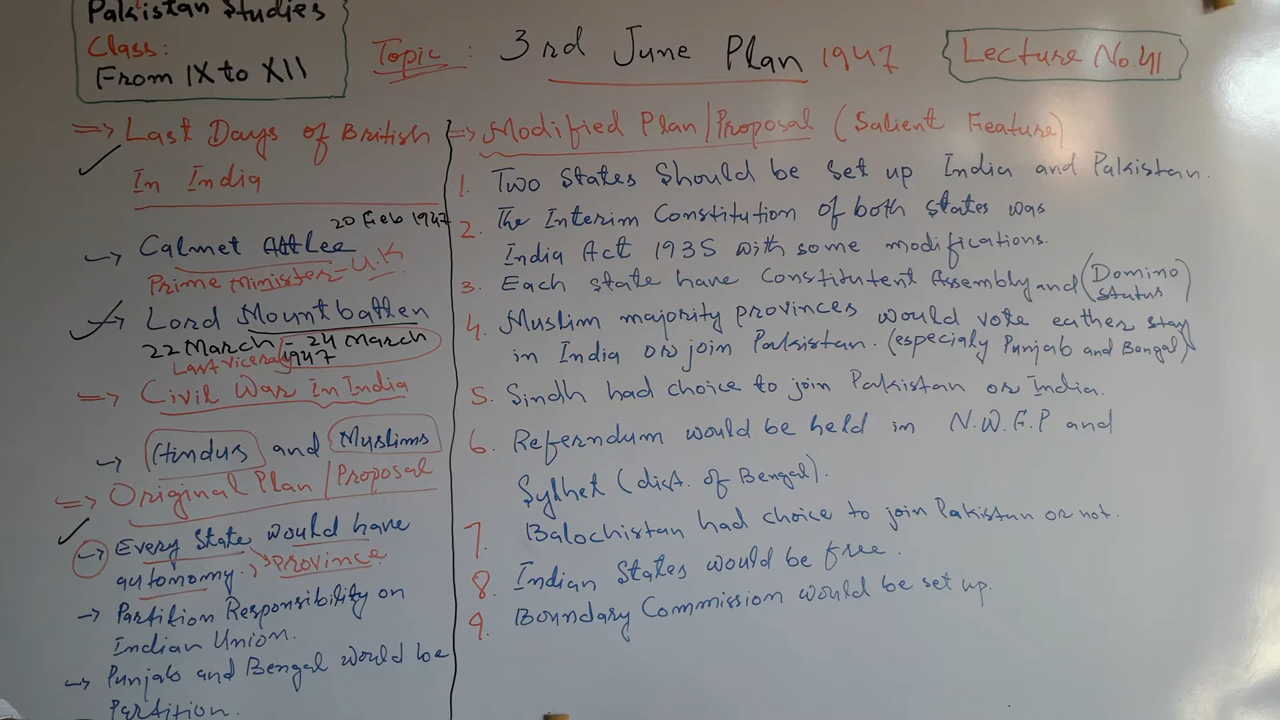 Pakistan Studies
Class:
From IX to XII
Topic : 3rd June Plan 1947
Lecture No.41
=> Last Days of British
In India
20 Feb 1947
→ Calmet Attlee
Prime Minister - U.K
→ Lord Mountbatten
22 March - 24 March
Last viceroy 1947
=> Civil War In India
→ Hindus and Muslims
=> Original Plan / Proposal
→ Every State would have
autonomy. → Province
→ Partition Responsibility on
Indian Union.
→ Punjab and Bengal would be
Partition.
=> Modified Plan / Proposal (Salient Feature)
1. Two States Should be set up India and Pakistan.
2. The Interim Constitution of both states was
India Act 1935 with some modifications.
3. Each state have Constitutent Assembly and (Domino
Status)
4. Muslim majority provinces would vote eather stay
in India or join Pakistan. (especialy Punjab and Bengal)
5. Sindh had choice to join Pakistan or India.
6. Referndum would be held in N.W.F.P and
Sylhet (dist. of Bengal).
7. Balochistan had choice to join Pakistan or not.
8. Indian States would be free.
9. Boundary Commission would be set up.